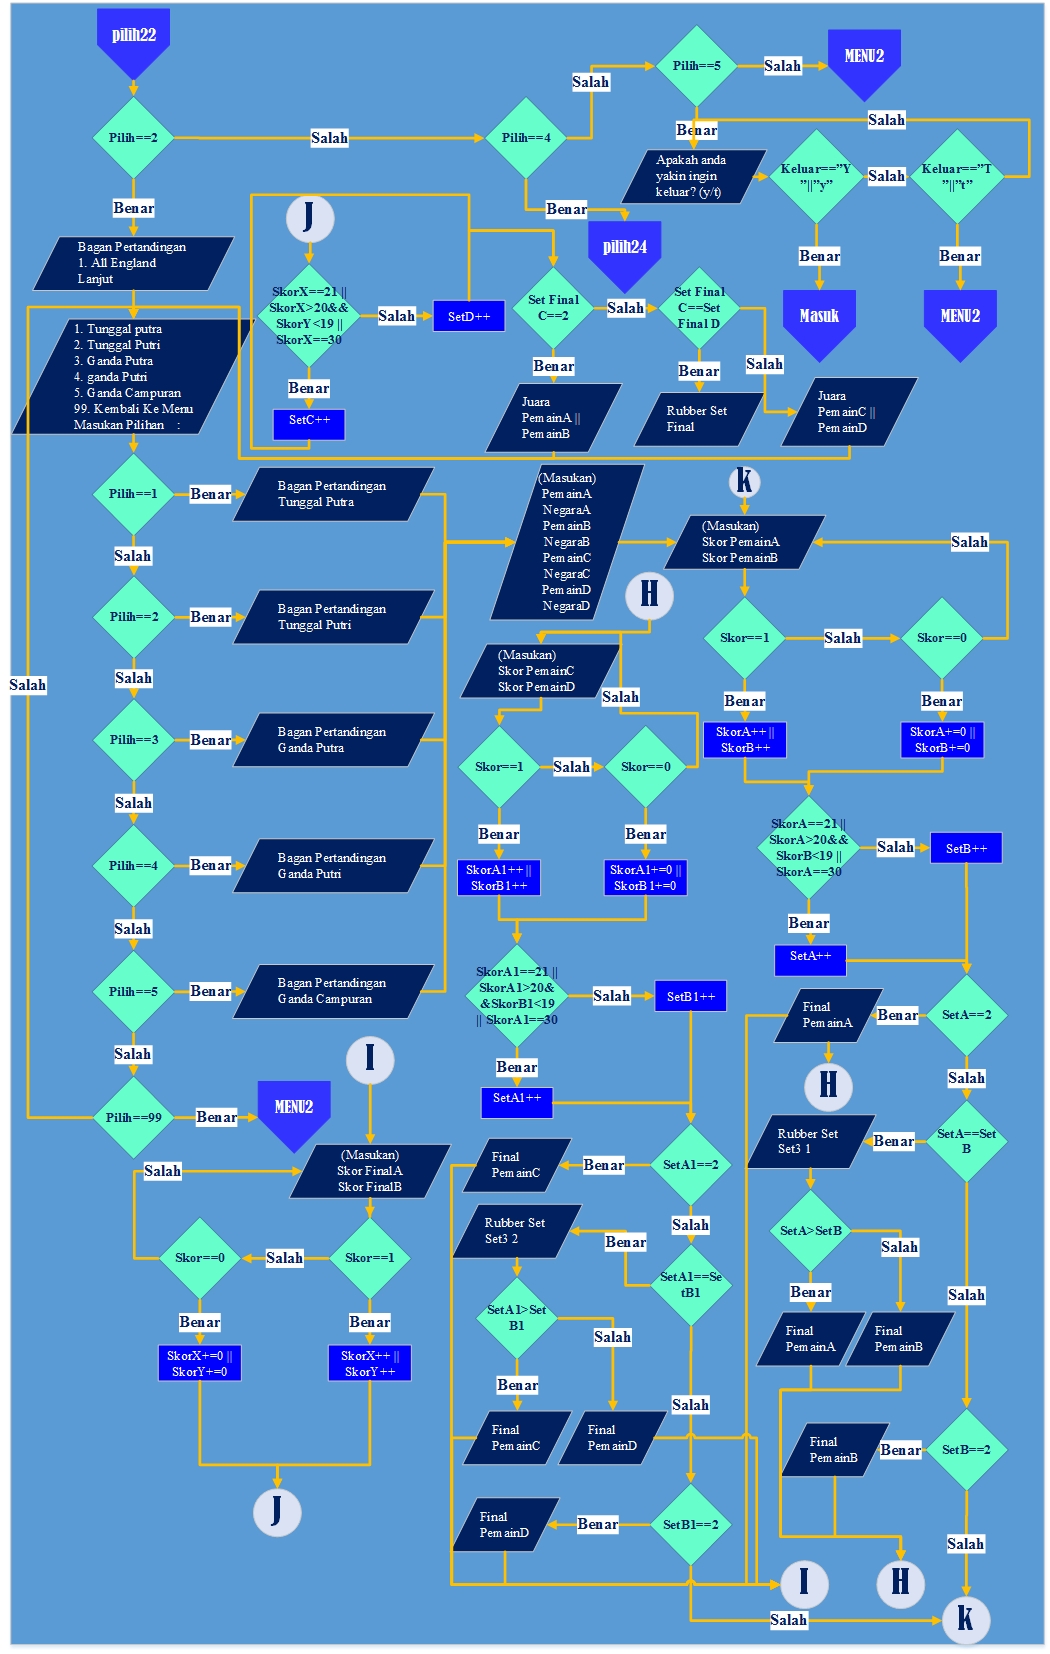 pilih22
Pilih==2
Salah
Pilih==4
Salah
Pilih==5
Salah
MENU2
Benar
Salah
Apakah anda
yakin ingin
keluar? (y/t)
Keluar=="Y
"||"y"
Salah
Keluar=="T
"||"t"
Benar
Benar
pilih24
Benar
Masuk
Benar
MENU2
Bagan Pertandingan
1. All England
Lanjut
J
SkorX==21 ||
SkorX>20&&
SkorY<19 ||
SkorX==30
Salah
SetD++
Benar
SetC++
Set Final
C==2
Salah
Set Final
C==Set
Final D
Benar
Benar
Salah
Juara
PemainA ||
PemainB
Rubber Set
Final
Juara
PemainC ||
PemainD
1. Tunggal putra
2. Tunggal Putri
3. Ganda Putra
4. ganda Putri
5. Ganda Campuran
99. Kembali Ke Menu
Masukan Pilihan :
Pilih==1
Benar
Bagan Pertandingan
Tunggal Putra
Salah
Pilih==2
Benar
Bagan Pertandingan
Tunggal Putri
Salah
Salah
Pilih==3
Benar
Bagan Pertandingan
Ganda Putra
Salah
Pilih==4
Benar
Bagan Pertandingan
Ganda Putri
Salah
Pilih==5
Benar
Bagan Pertandingan
Ganda Campuran
Salah
Pilih==99
Benar
MENU2
(Masukan)
PemainA
NegaraA
PemainB
NegaraB
PemainC
NegaraC
PemainD
NegaraD
k
(Masukan)
Skor PemainA
Skor PemainB
Salah
Skor==1
Salah
Skor==0
Benar
Benar
SkorA++ ||
SkorB++
SkorA+=0 ||
SkorB+=0
H
(Masukan)
Skor PemainC
Skor PemainD
Salah
Skor==1
Salah
Skor==0
Benar
Benar
SkorA1++ ||
SkorB1++
SkorA1+=0 ||
SkorB1+=0
SkorA==21 ||
SkorA>20&&
SkorB<19 ||
SkorA==30
Salah
SetB++
Benar
SetA++
SkorA1==21 ||
SkorA1>20&
&SkorB1<19
|| SkorA1==30
Salah
SetB1++
Benar
SetA1++
Final
PemainA
Benar
SetA==2
H
Salah
Rubber Set
Set3 1
Benar
SetA==Set
B
SetA>SetB
Salah
Benar
Final
PemainA
Final
PemainB
Salah
Final
PemainB
Benar
SetB==2
Salah
Final
PemainC
Benar
SetA1==2
Salah
Rubber Set
Set3 2
Benar
SetA1==Se
tB1
SetA1>Set
B1
Salah
Benar
Salah
Final
PemainC
Final
PemainD
Final
PemainD
Benar
SetB1==2
I
H
Salah
k
I
(Masukan)
Skor FinalA
Skor FinalB
Salah
Skor==0
Salah
Skor==1
Benar
Benar
SkorX+=0 ||
SkorY+=0
SkorX++ ||
SkorY++
J